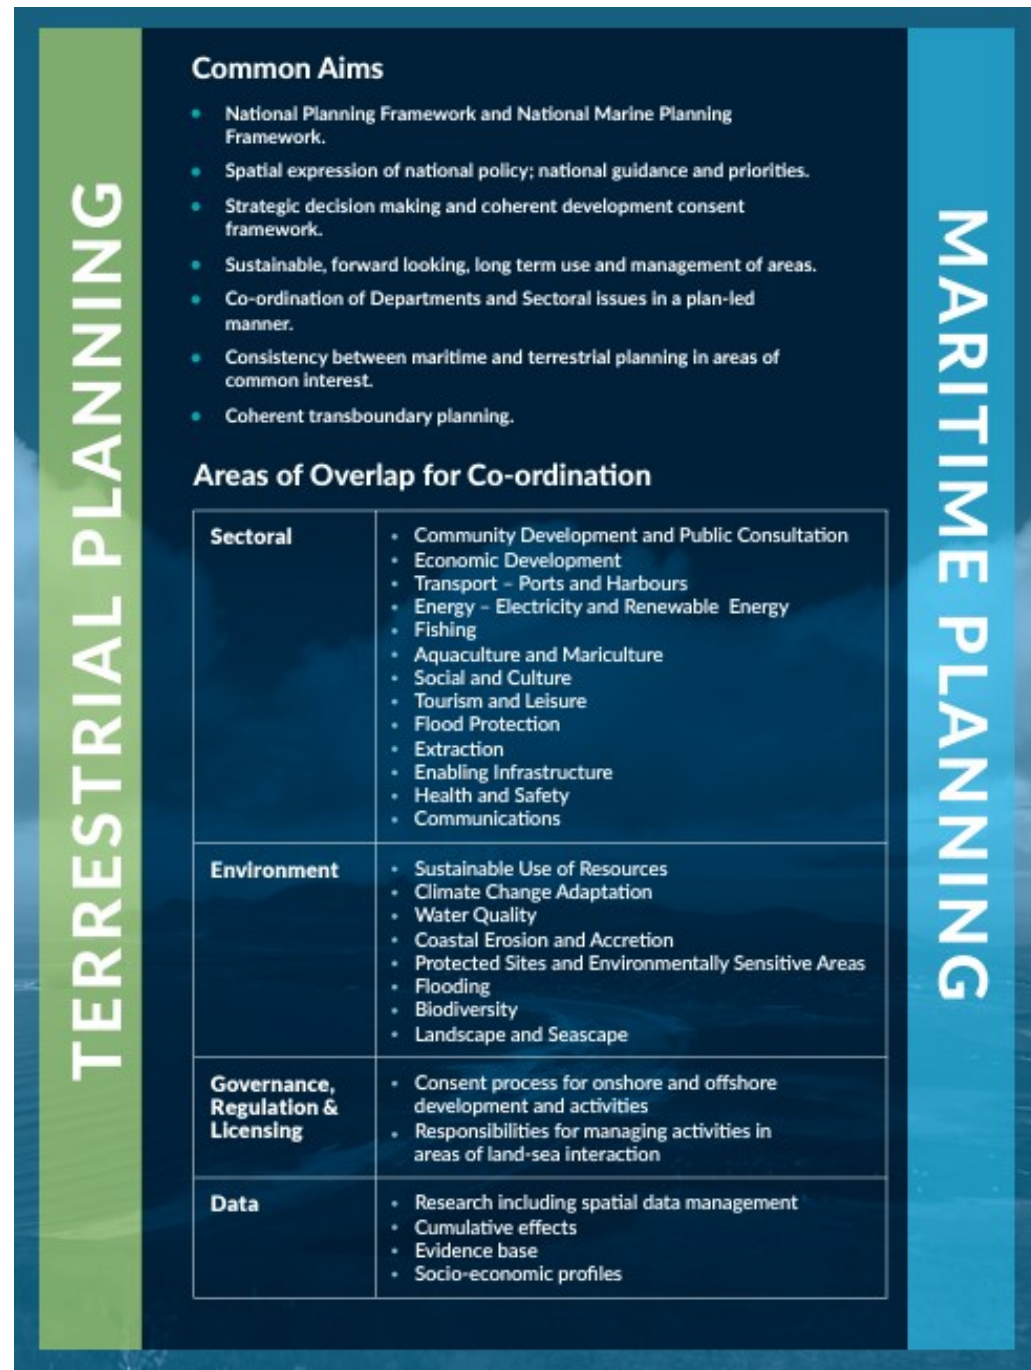 TERRESTRIAL PLANNING
Common Aims
• National Planning Framework and National Marine Planning
Framework.
• Spatial expression of national policy; national guidance and priorities.
• Strategic decision making and coherent development consent
framework.
• Sustainable, forward looking, long term use and management of areas.
• Co-ordination of Departments and Sectoral issues in a plan-led
manner.
• Consistency between maritime and terrestrial planning in areas of
common interest.
• Coherent transboundary planning.
Areas of Overlap for Co-ordination
Sectoral
• Community Development and Public Consultation
• Economic Development
• Transport – Ports and Harbours
• Energy – Electricity and Renewable Energy
• Fishing
• Aquaculture and Mariculture
• Social and Culture
• Tourism and Leisure
• Flood Protection
• Extraction
• Enabling Infrastructure
• Health and Safety
• Communications
Environment
• Sustainable Use of Resources
• Climate Change Adaptation
• Water Quality
• Coastal Erosion and Accretion
• Protected Sites and Environmentally Sensitive Areas
• Flooding
• Biodiversity
• Landscape and Seascape
Governance,
Regulation &
Licensing
• Consent process for onshore and offshore
development and activities
• Responsibilities for managing activities in
areas of land-sea interaction
Data
• Research including spatial data management
• Cumulative effects
• Evidence base
• Socio-economic profiles
MARITIME PLANNING